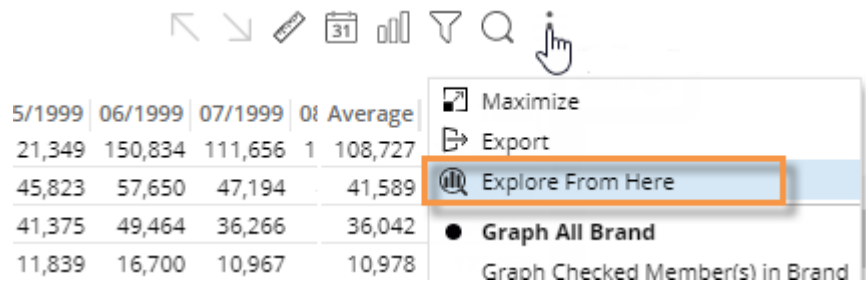 31
5/1999 06/1999 07/1999 Average
21,349 150,834 111,656 1 108,727
45,823 57,650 47,194 41,589
41,375 49,464 36,266 36,042
11,839 16,700 10,967 10,978
Maximize
Export
Explore From Here
Graph All Brand
Graph Checked Member(s) in Brand